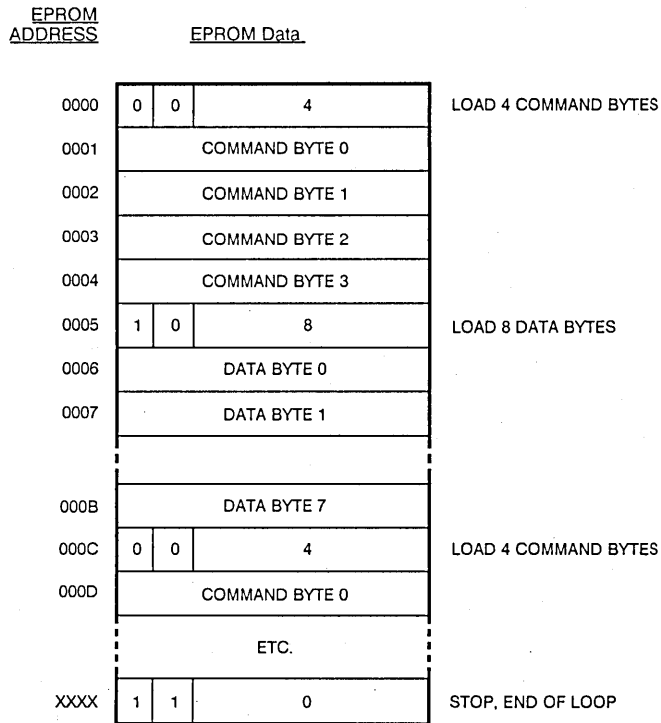 EPROM
ADDRESS EPROM Data
0000 0 0 4 LOAD 4 COMMAND BYTES
0001 COMMAND BYTE 0
0002 COMMAND BYTE 1
0003 COMMAND BYTE 2
0004 COMMAND BYTE 3
0005 1 0 8 LOAD 8 DATA BYTES
0006 DATA BYTE 0
0007 DATA BYTE 1
000B DATA BYTE 7
000C 0 0 4 LOAD 4 COMMAND BYTES
000D COMMAND BYTE 0
ETC.
XXXX 1 1 0 STOP, END OF LOOP